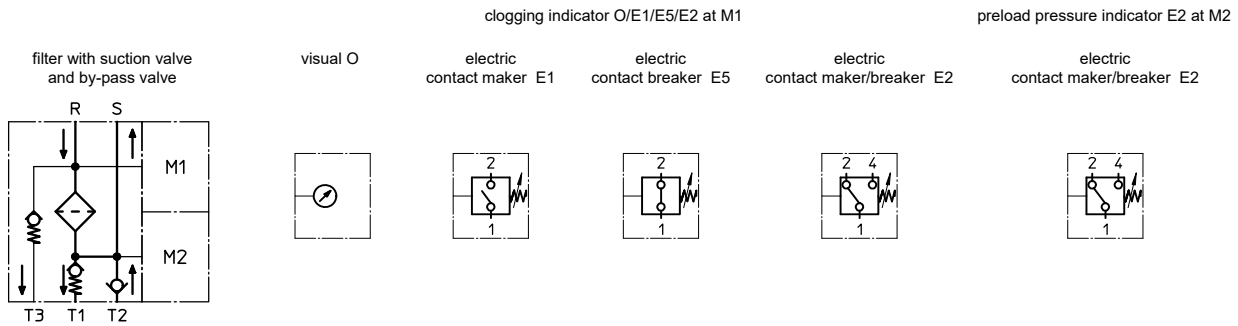 clogging indicator O/E1/E5/E2 at M1
preload pressure indicator E2 at M2
filter with suction valve
and by-pass valve
visual O
electric
contact maker E1
electric
contact breaker E5
electric
contact maker/breaker E2
electric
contact maker/breaker E2
R S
M1
M2
T3 T1 T2
2
1
2
1
2 4
1
2 4
1